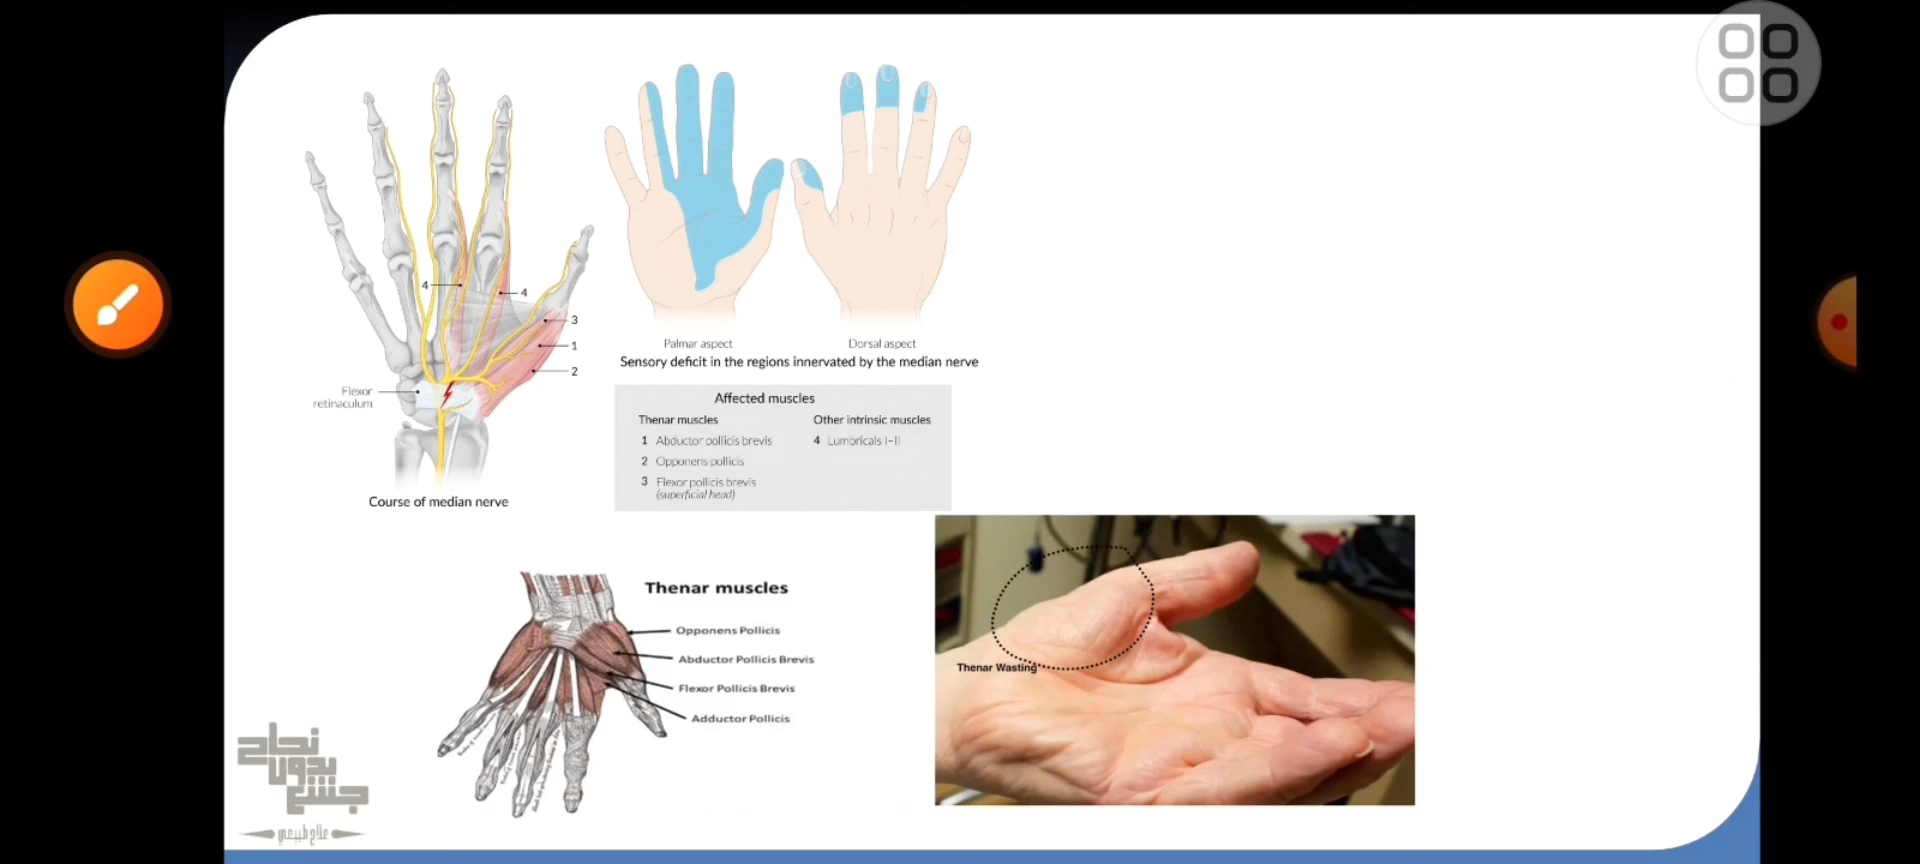 4
4
3
1
2
Flexor
retinaculum
Course of median nerve
Palmar aspect
Dorsal aspect
Sensory deficit in the regions innervated by the median nerve
Affected muscles
Thenar muscles
1 Abductor pollicis brevis
2 Opponens pollicis
3 Flexor pollicis brevis
(superficial head)
Other intrinsic muscles
4 Lumbricals I–II
Thenar muscles
Opponens Pollicis
Abductor Pollicis Brevis
Flexor Pollicis Brevis
Adductor Pollicis
Thenar Wasting
نجاح
بدون
جشع
علاج طبيعي